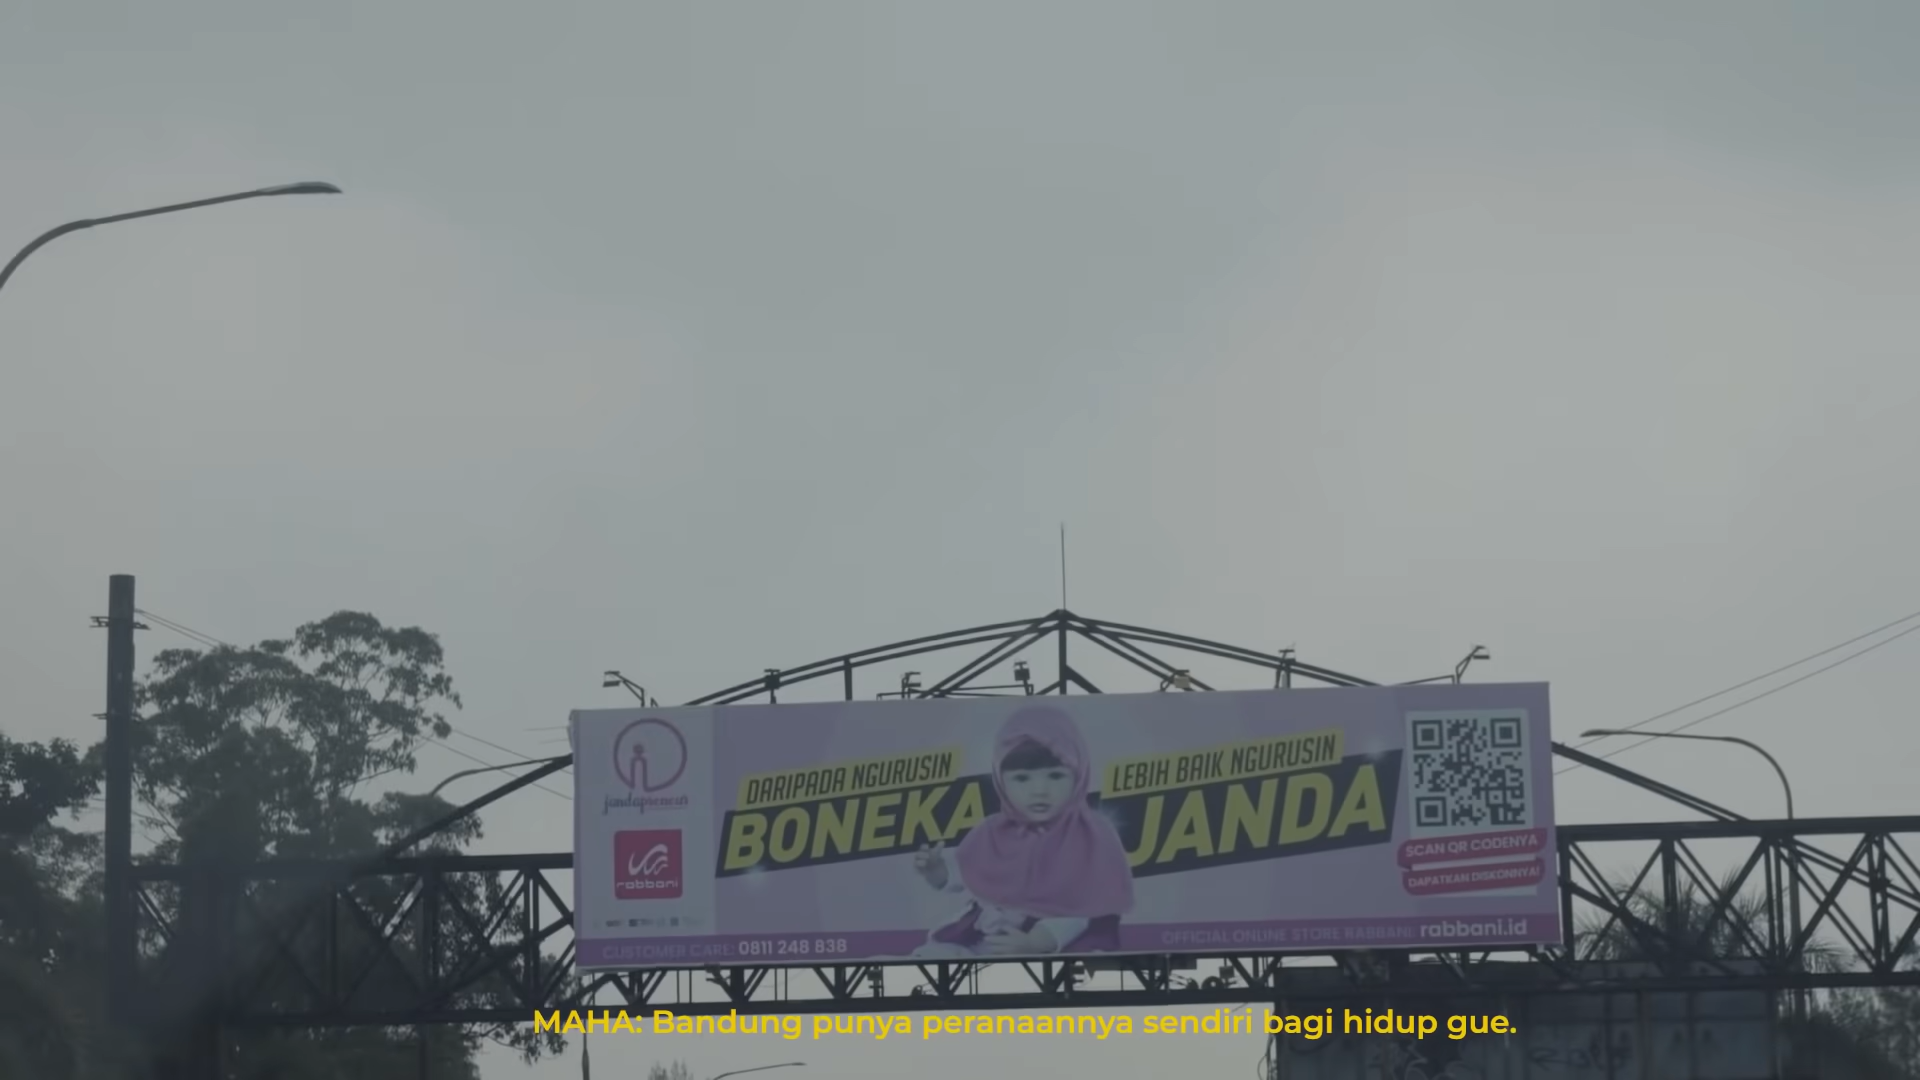 jandapreneur
rabbani
DARIPADA NGURUSIN
BONEKA
LEBIH BAIK NGURUSIN
JANDA
SCAN QR CODENYA
DAPATKAN DISKONNYA!
CUSTOMER CARE: 0811 248 838
OFFICIAL ONLINE STORE RABBANI: rabbani.id
MAHA: Bandung punya peranaannya sendiri bagi hidup gue.